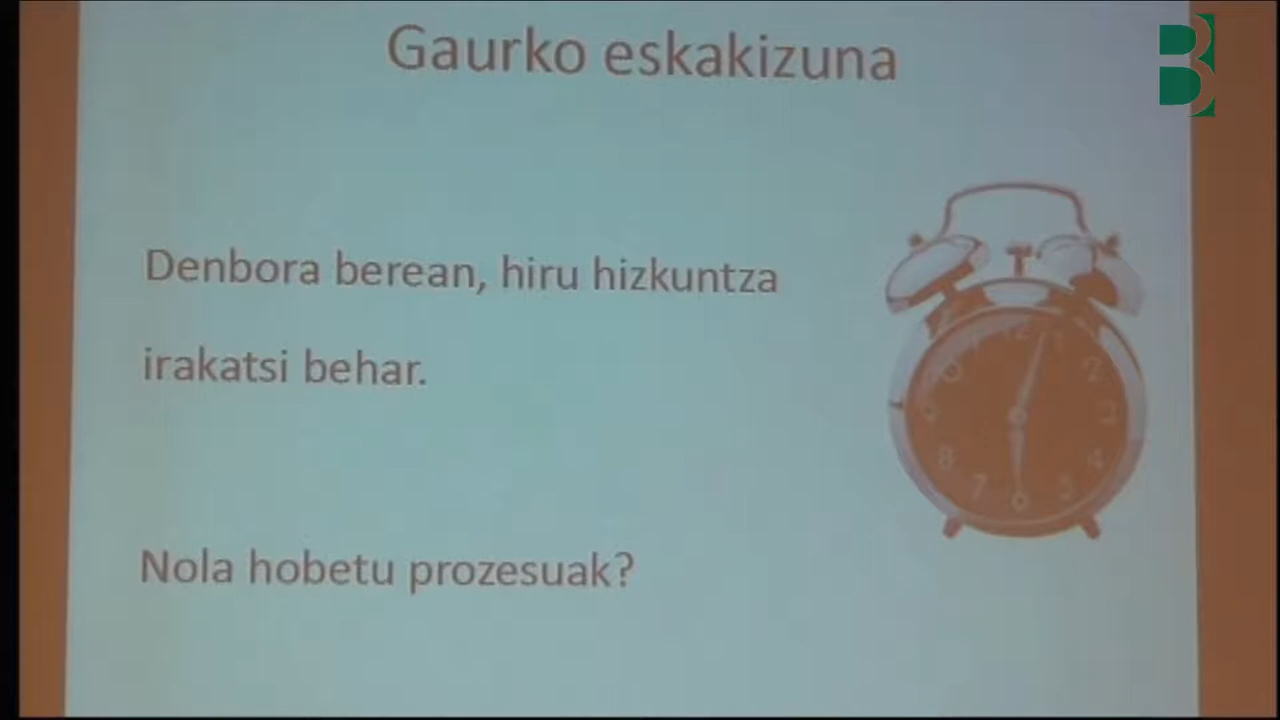 Gaurko eskakizuna
Denbora berean, hiru hizkuntza
irakatsi behar.
Nola hobetu prozesuak?